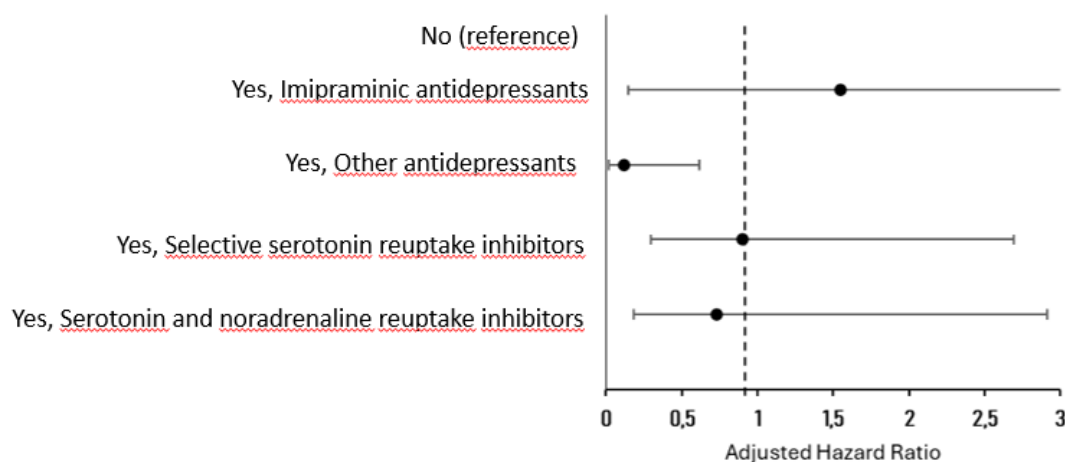 No (reference)
Yes, Imipraminic antidepressants
Yes, Other antidepressants
Yes, Selective serotonin reuptake inhibitors
Yes, Serotonin and noradrenaline reuptake inhibitors
0 0,5 1 1,5 2 2,5 3
Adjusted Hazard Ratio